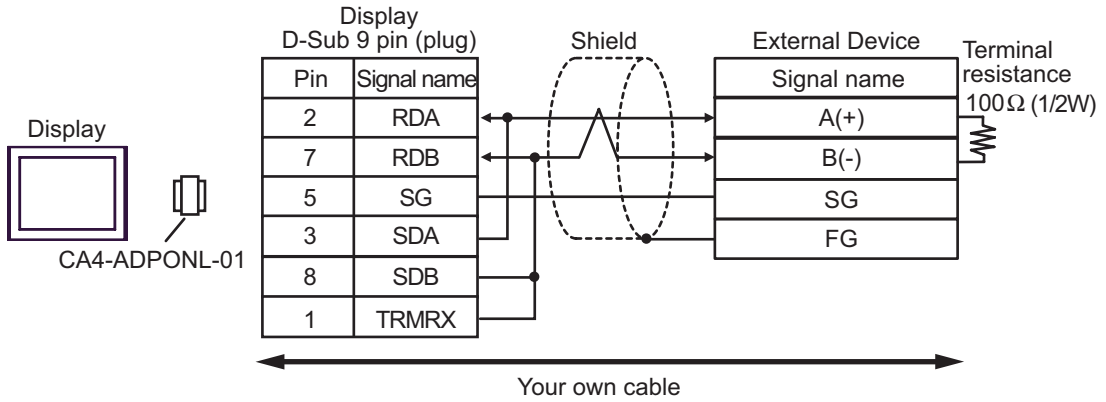 Display
D-Sub 9 pin (plug)
Shield
External Device
Terminal
resistance
100Ω (1/2W)
Pin Signal name
Signal name
2 RDA
A(+)
7 RDB
B(-)
5 SG
SG
3 SDA
FG
8 SDB
1 TRMRX
Display
CA4-ADPONL-01
Your own cable